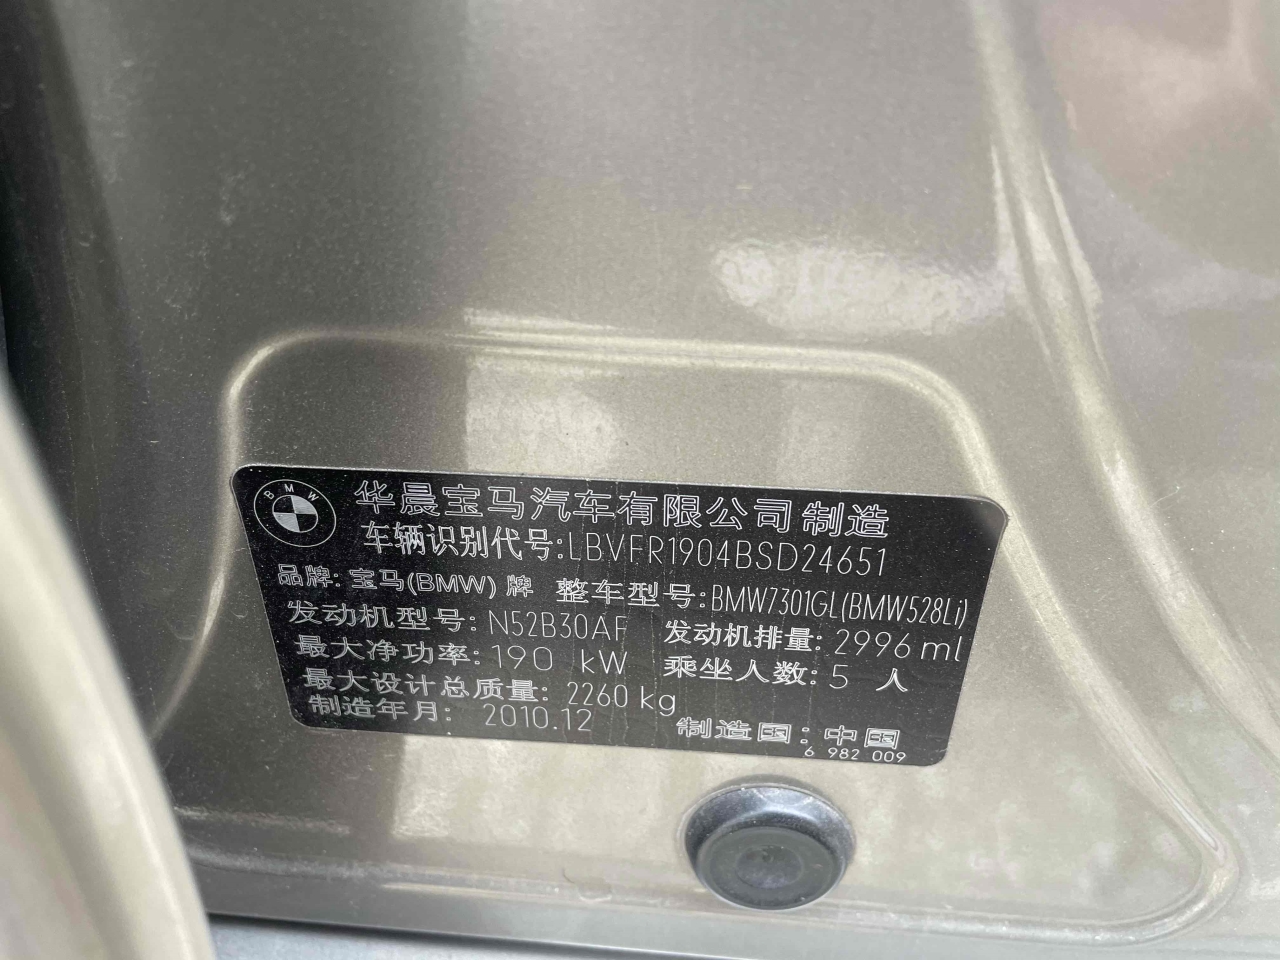 BMW
华晨宝马汽车有限公司制造
车辆识别代号:LBVFR1904BSD24651
品牌:宝马(BMW)牌 整车型号:BMW7301GL(BMW528Li)
发动机型号:N52B30AF 发动机排量:2996ml
最大净功率:190 kW 乘坐人数:5 人
最大设计总质量:2260kg
制造年月:2010.12 制造国:中国
6 982 009